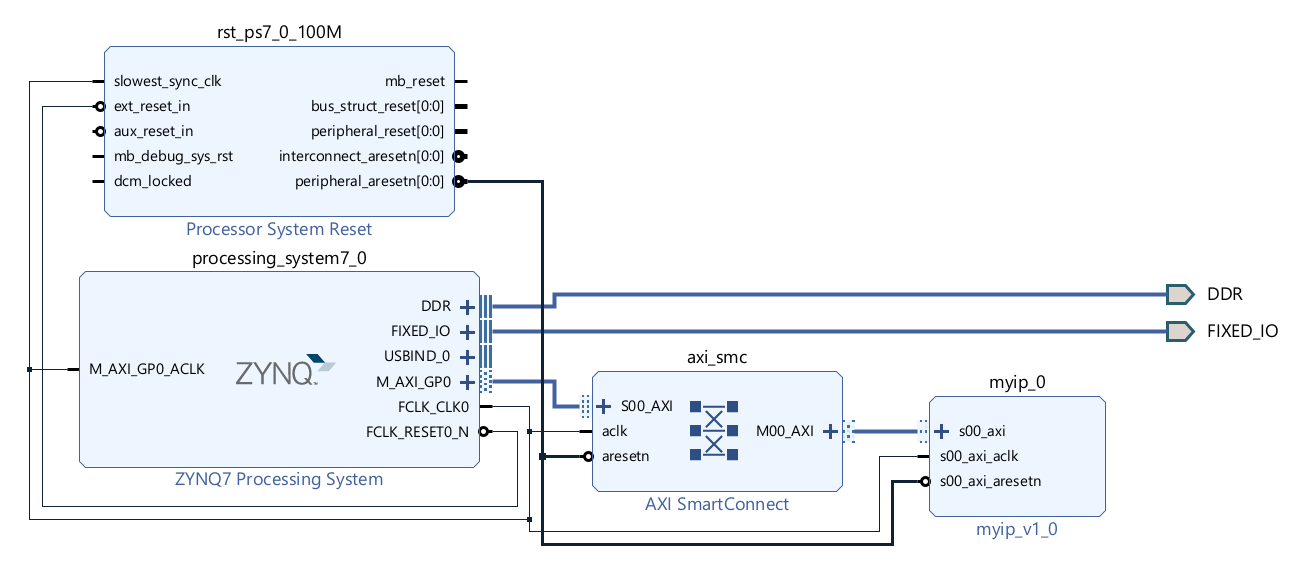 rst_ps7_0_100M
slowest_sync_clk
ext_reset_in
aux_reset_in
mb_debug_sys_rst
dcm_locked
mb_reset
bus_struct_reset[0:0]
peripheral_reset[0:0]
interconnect_aresetn[0:0]
peripheral_aresetn[0:0]
Processor System Reset
processing_system7_0
M_AXI_GP0_ACLK
ZYNQ
DDR
FIXED_IO
USBIND_0
M_AXI_GP0
FCLK_CLK0
FCLK_RESET0_N
ZYNQ7 Processing System
axi_smc
S00_AXI
aclk
aresetn
M00_AXI
AXI SmartConnect
myip_0
s00_axi
s00_axi_aclk
s00_axi_aresetn
myip_v1_0
DDR
FIXED_IO